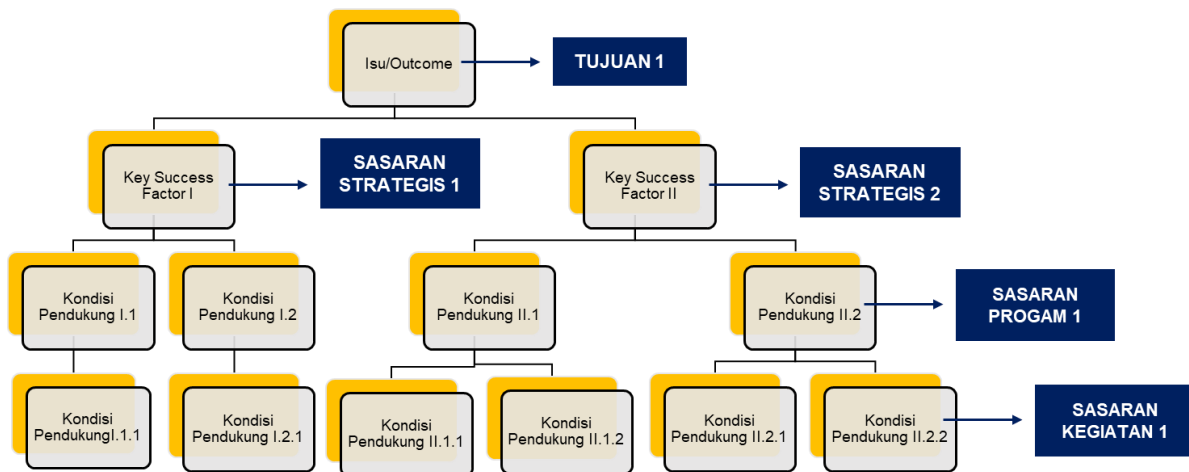 Isu/Outcome
TUJUAN 1
Key Success
Factor I
SASARAN
STRATEGIS 1
Key Success
Factor II
SASARAN
STRATEGIS 2
Kondisi
Pendukung I.1
Kondisi
Pendukung I.2
Kondisi
Pendukung II.1
Kondisi
Pendukung II.2
SASARAN
PROGAM 1
Kondisi
PendukungI.1.1
Kondisi
Pendukung I.2.1
Kondisi
Pendukung II.1.1
Kondisi
Pendukung II.1.2
Kondisi
Pendukung II.2.1
Kondisi
Pendukung II.2.2
SASARAN
KEGIATAN 1